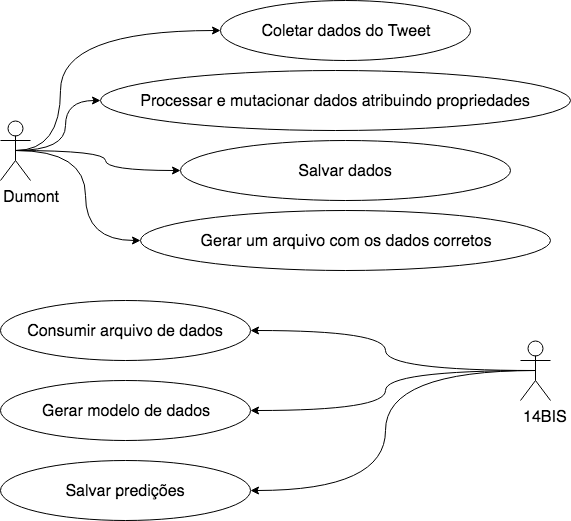 Coletar dados do Tweet
Processar e mutacionar dados atribuindo propriedades
Salvar dados
Dumont
Gerar um arquivo com os dados corretos
Consumir arquivo de dados
Gerar modelo de dados
14BIS
Salvar predições